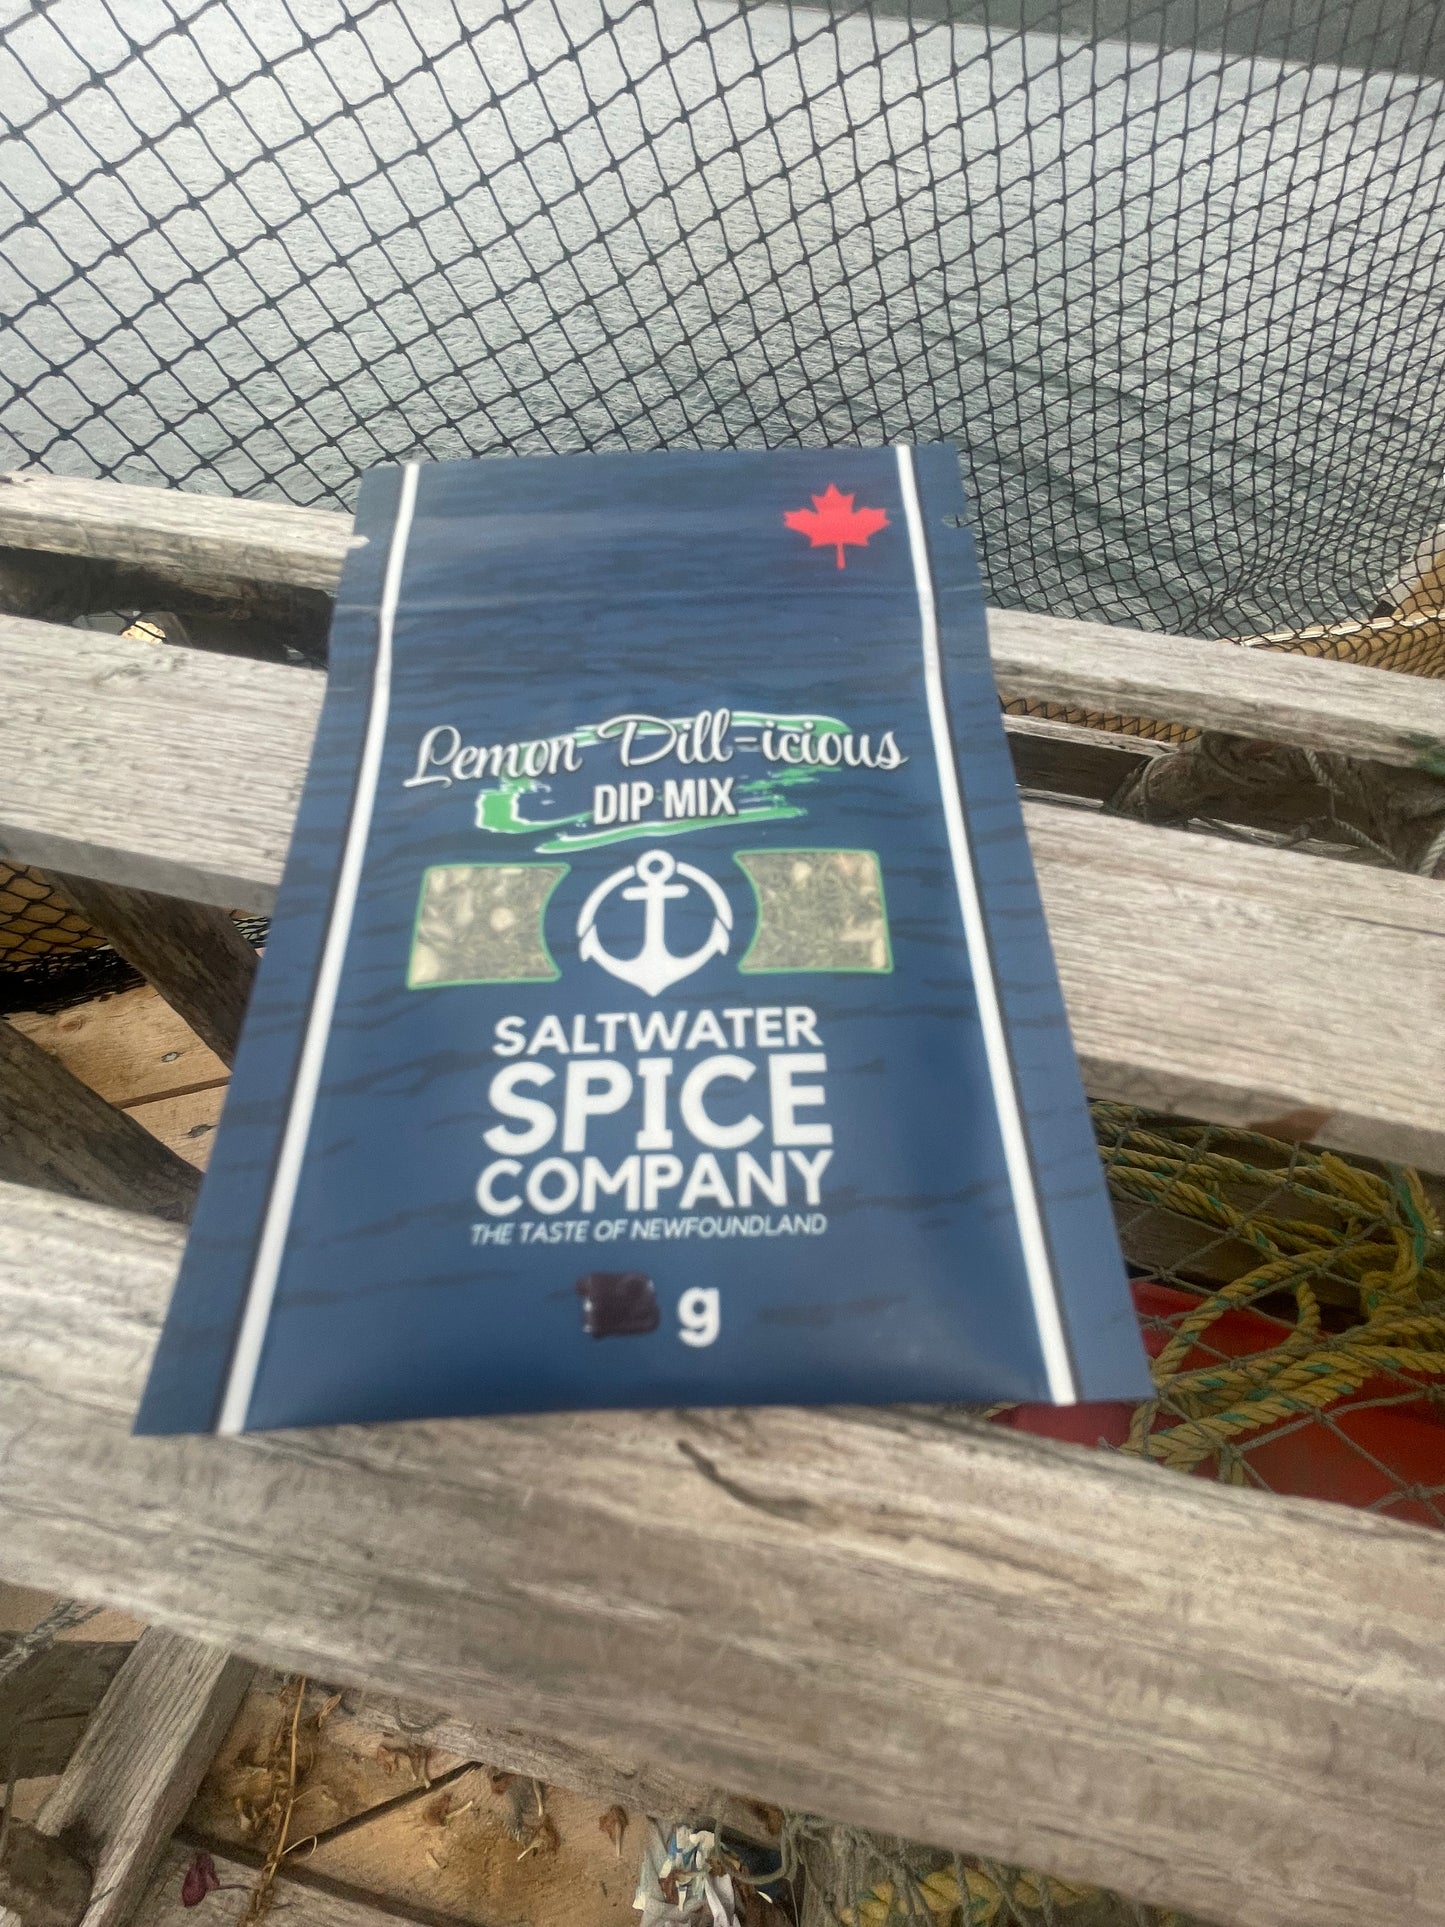 Lemon Dill-icious
DIP MIX
SALTWATER
SPICE
COMPANY
THE TASTE OF NEWFOUNDLAND
g